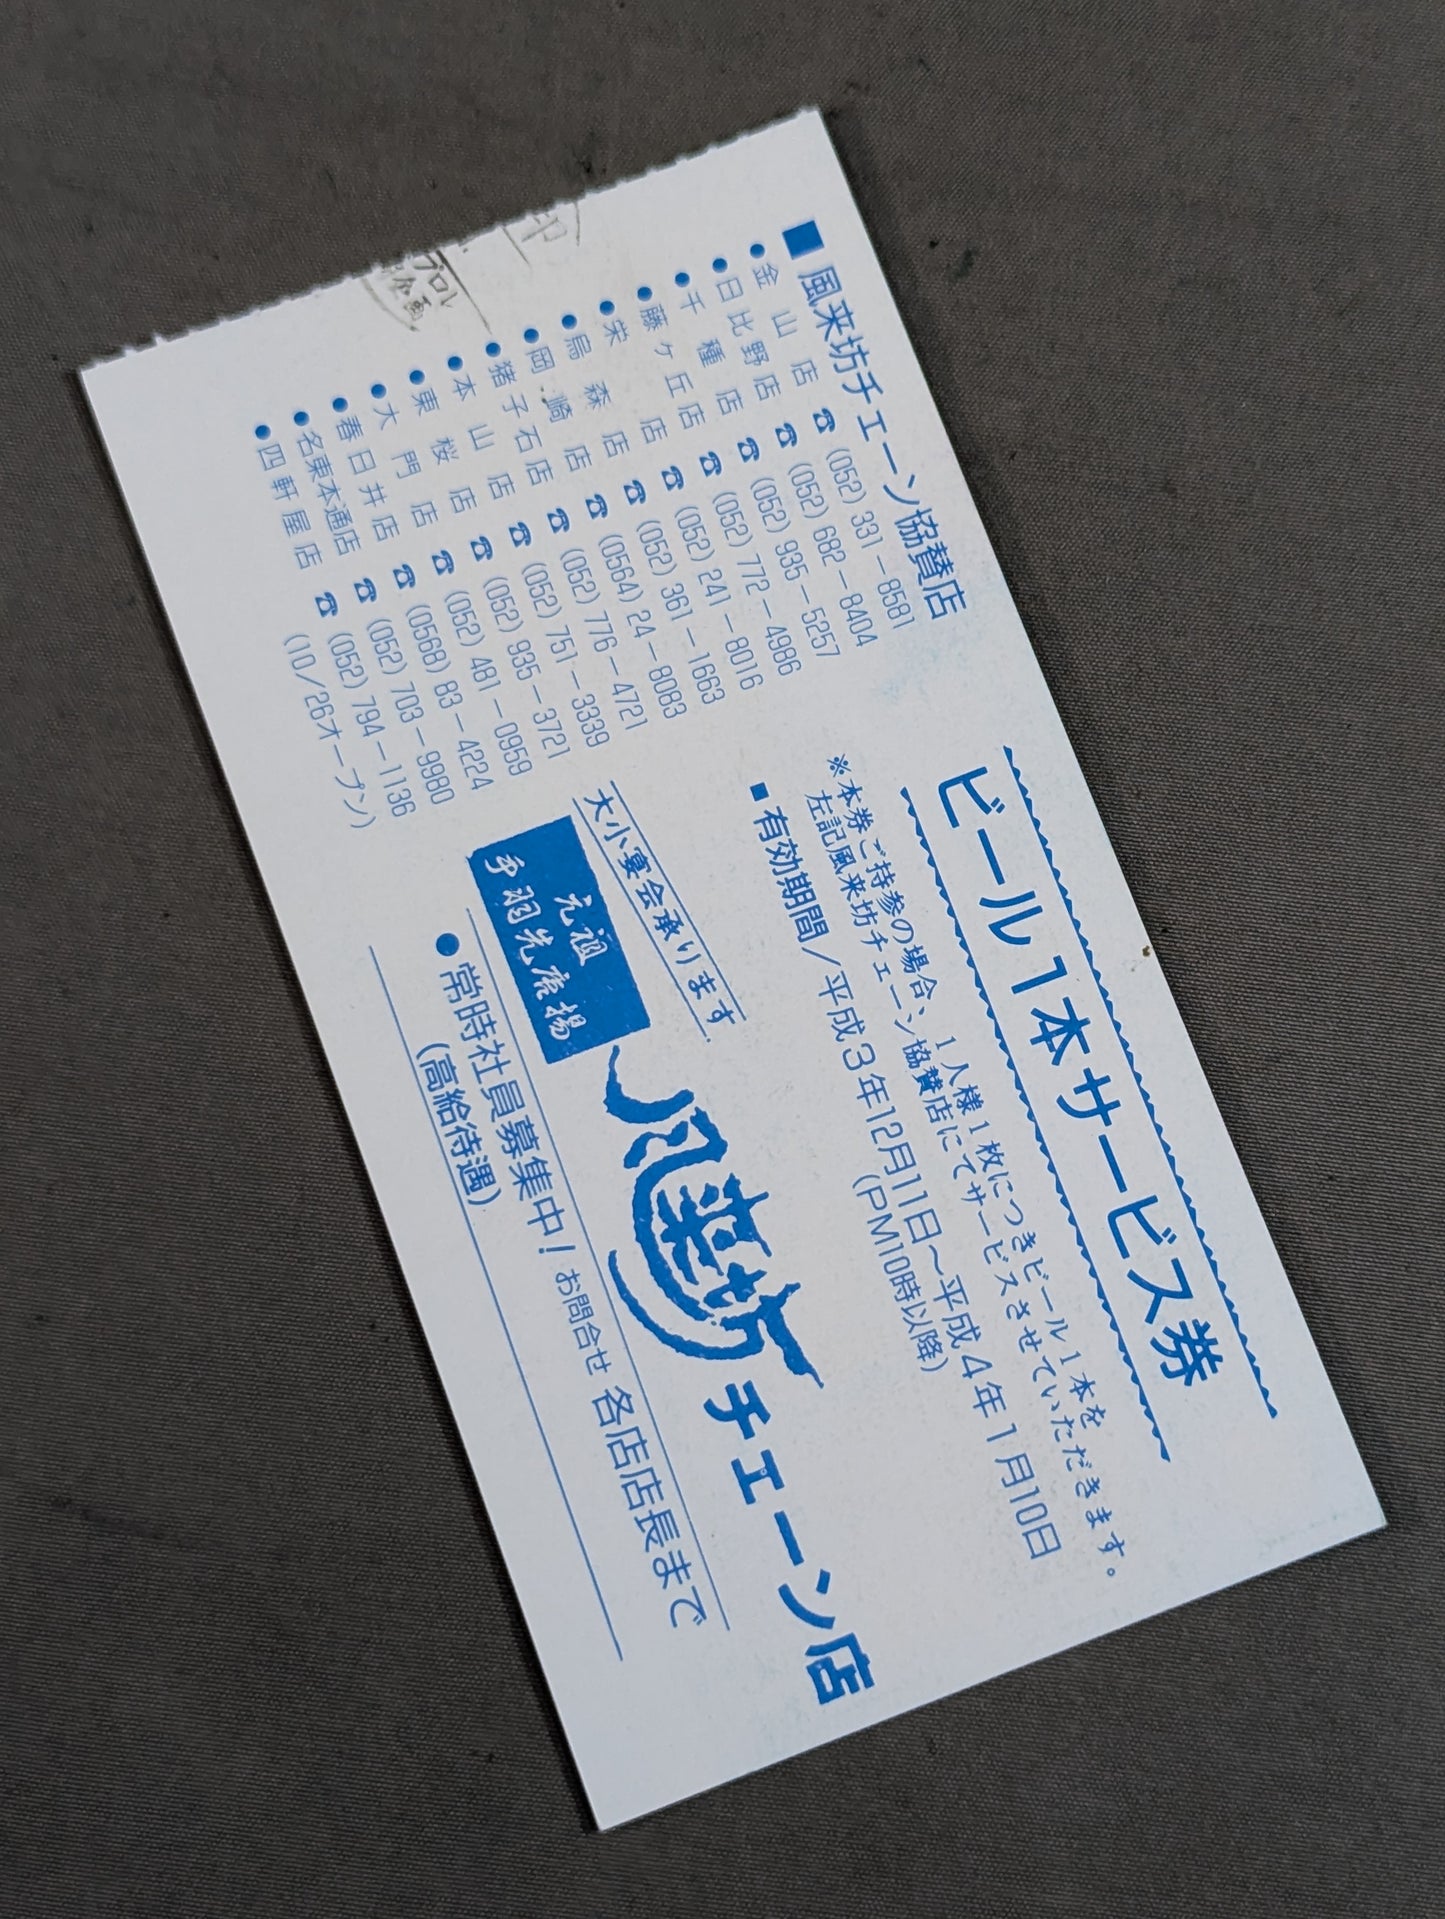 ビール1本サービス券
※本券ご持参の場合、1人様1枚につきビール1本を
左記風来坊チェーン協賛店にてサービスさせていただきます。
■有効期間/平成3年12月11日〜平成4年1月10日
(PM10時以降)
■風来坊チェーン協賛店
●金山店 ☎(052)331-8581
●日比野店 ☎(052)682-8404
●千種店 ☎(052)935-5257
●藤ヶ丘店 ☎(052)772-4986
●栄店 ☎(052)241-8016
●烏森店 ☎(052)361-1663
●岡崎店 ☎(0564)24-8083
●猪子石店 ☎(052)776-4721
●本山店 ☎(052)751-3339
●東桜店 ☎(052)935-3721
●大門店 ☎(052)481-0959
●春日井店 ☎(0568)83-4224
●名東本通店 ☎(052)703-9980
●四軒屋店 ☎(052)794-1136
(10/26オープン)
大小宴会承ります
元祖
手羽先唐揚
風来坊チェーン店
●常時社員募集中! お問合せ 各店店長まで
(高給待遇)
印
プロレ
企画